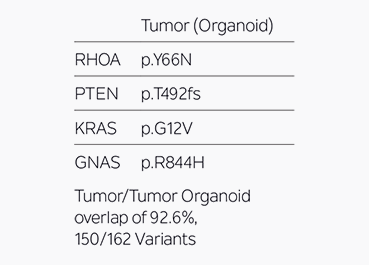 Tumor (Organoid)
RHOA p.Y66N
PTEN p.T492fs
KRAS p.G12V
GNAS p.R844H
Tumor/Tumor Organoid
overlap of 92.6%,
150/162 Variants